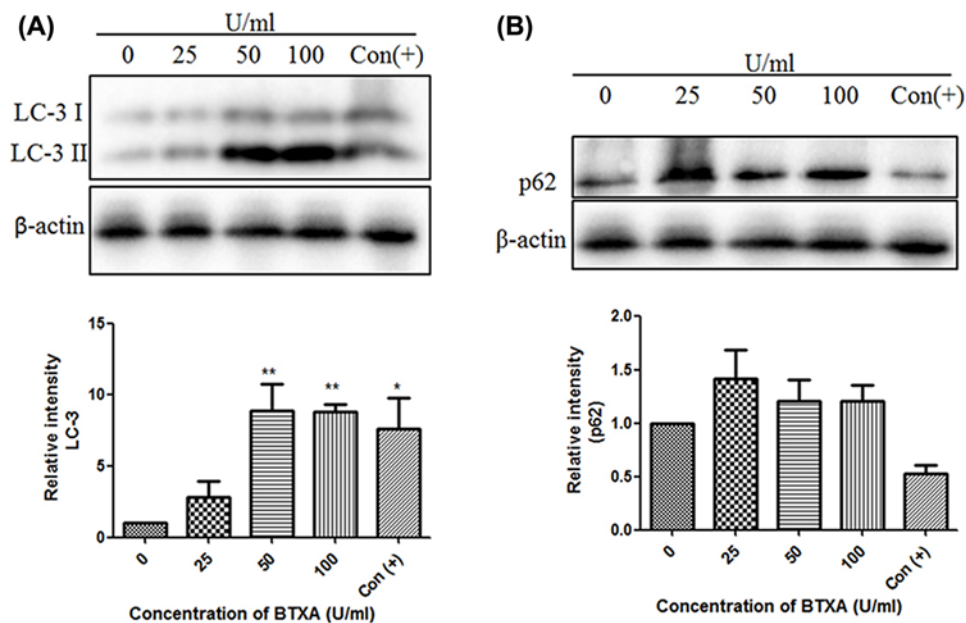 (A)
U/ml
0 25 50 100 Con(+)
LC-3 I
LC-3 II
β-actin
Relative intensity
LC-3
15
10
5
0
** ** *
0 25 50 100 Con (+)
Concentration of BTXA (U/ml)
(B)
U/ml
0 25 50 100 Con(+)
p62
β-actin
Relative intensity
(p62)
2.0
1.5
1.0
0.5
0.0
0 25 50 100 Con (+)
Concentration of BTXA (U/ml)